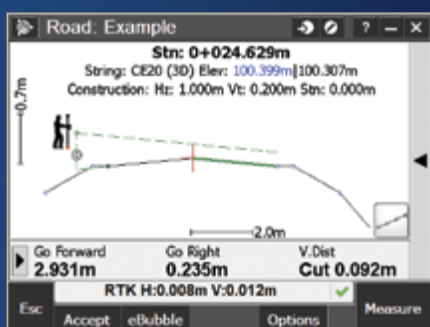 Road: Example ? – ×
Stn: 0+024.629m
String: CE20 (3D) Elev: 100.399m|100.307m
Construction: Hz: 1.000m Vt: 0.200m Stn: 0.000m
0.7m
2.0m
Go Forward Go Right V.Dist
2.931m 0.235m Cut 0.092m
RTK H:0.008m V:0.012m
Esc Accept eBubble Options Measure